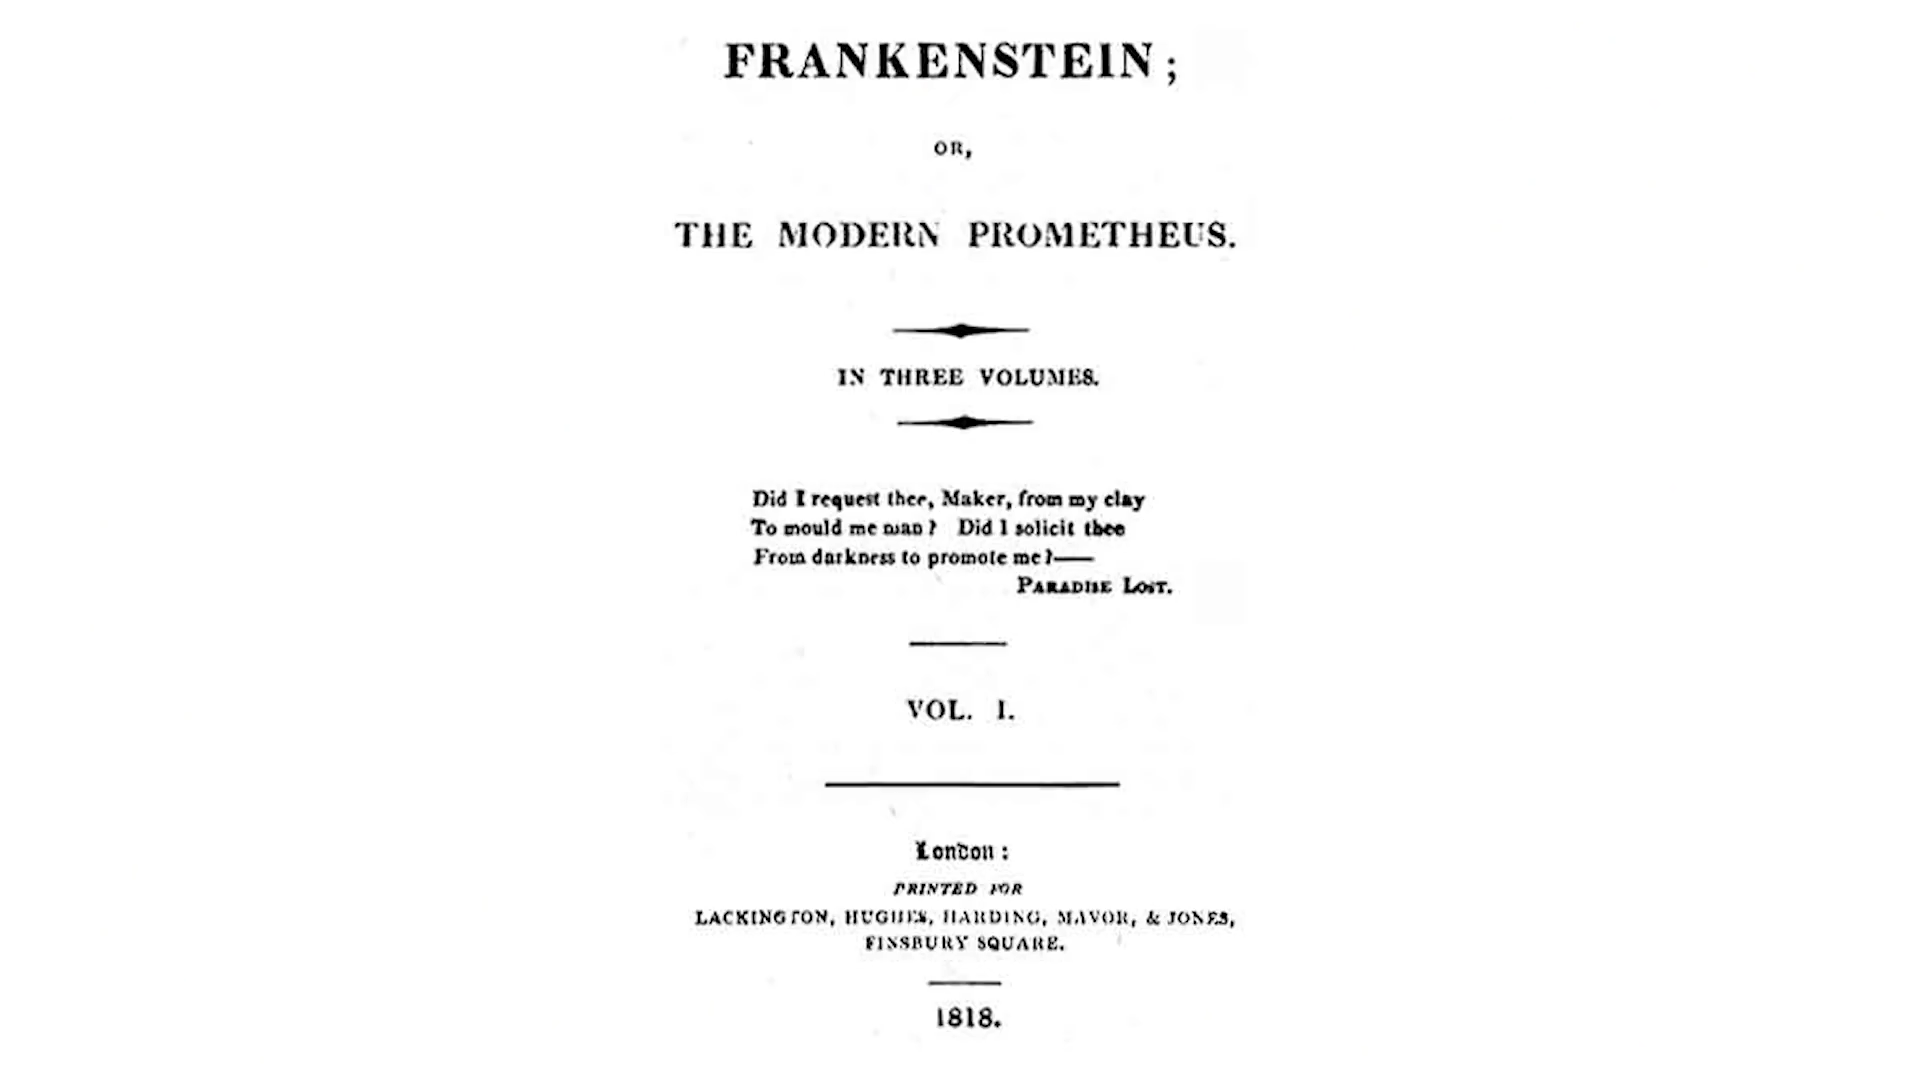 FRANKENSTEIN;
OR,
THE MODERN PROMETHEUS.
IN THREE VOLUMES.
Did I request thee, Maker, from my clay
To mould me man? Did I solicit thee
From darkness to promote me?——
PARADISE LOST.
VOL. I.
London:
PRINTED FOR
LACKINGTON, HUGHES, HARDING, MAVOR, & JONES,
FINSBURY SQUARE.
1818.